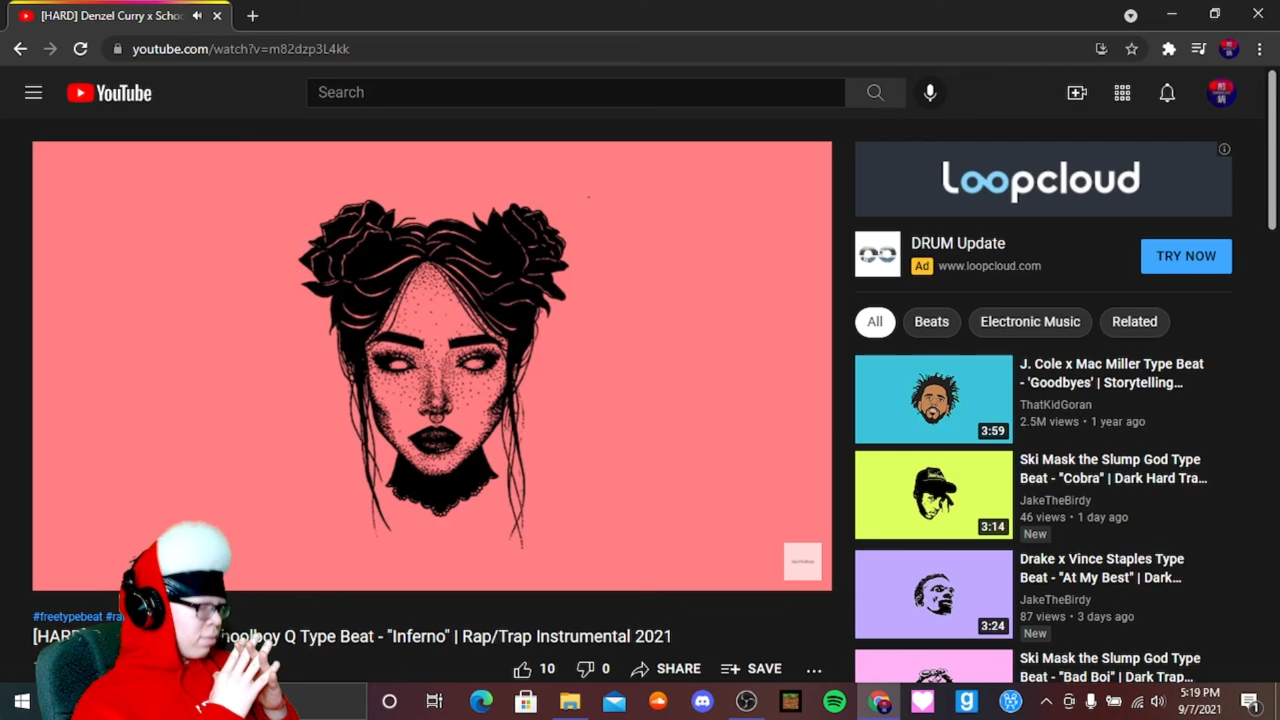 [HARD] Denzel Curry x Schoo
youtube.com/watch?v=m82dzp3L4kk
YouTube
Search
Loopcloud
DRUM Update
Ad www.loopcloud.com
TRY NOW
All
Beats
Electronic Music
Related
J. Cole x Mac Miller Type Beat
- 'Goodbyes' | Storytelling...
ThatKidGoran
2.5M views • 1 year ago
3:59
Ski Mask the Slump God Type
Beat - "Cobra" | Dark Hard Tra...
JakeTheBirdy
46 views • 1 day ago
New
3:14
Drake x Vince Staples Type
Beat - "At My Best" | Dark...
JakeTheBirdy
87 views • 3 days ago
New
3:24
Ski Mask the Slump God Type
Beat - "Bad Boi" | Dark Trap...
#freetypebeat #ra
[HARD] oolboy Q Type Beat - "Inferno" | Rap/Trap Instrumental 2021
10
0
SHARE
SAVE
5:19 PM
9/7/2021
1